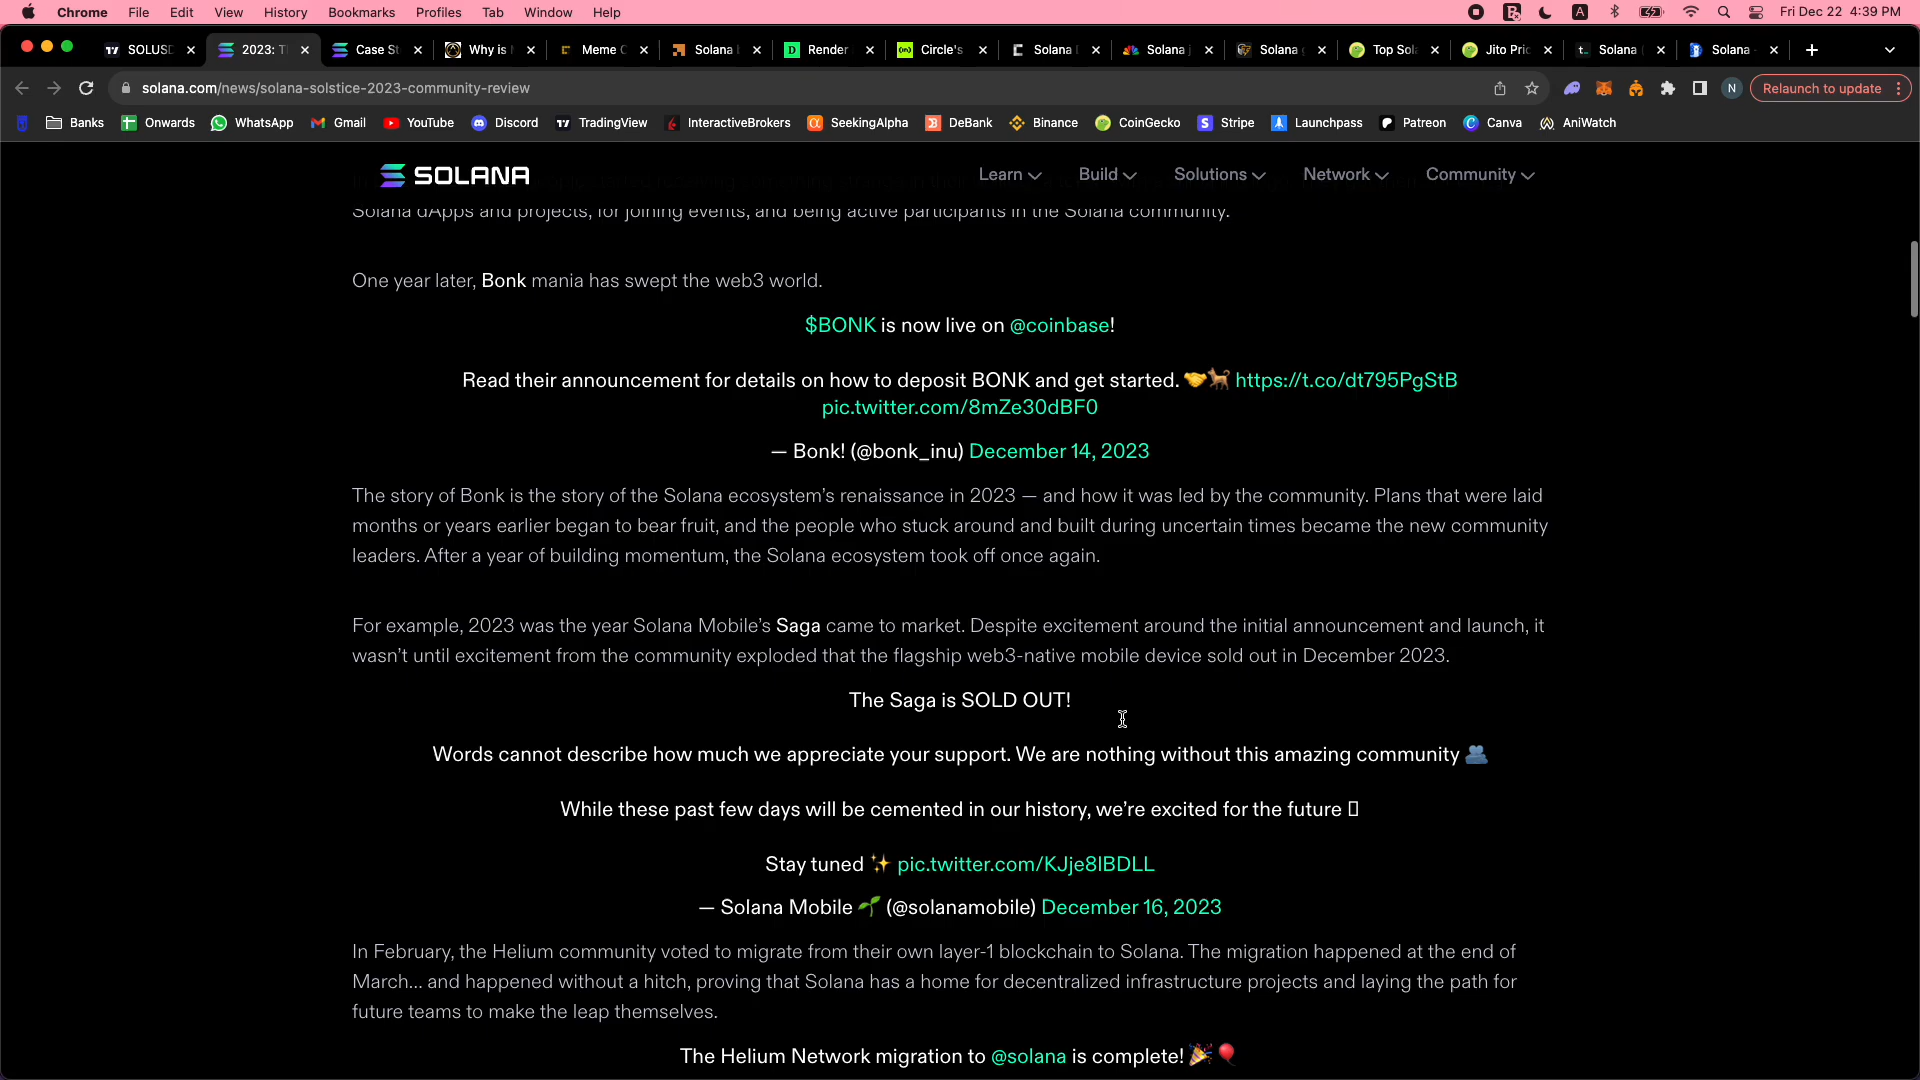 Chrome File Edit View History Bookmarks Profiles Tab Window Help Fri Dec 22 4:39 PM
SOLUSD 2023: T Case St Why is Meme C Solana Render Circle's Solana Solana j Solana Top Sol Jito Pric Solana Solana
solana.com/news/solana-solstice-2023-community-review N Relaunch to update
Banks Onwards WhatsApp Gmail YouTube Discord TradingView InteractiveBrokers SeekingAlpha DeBank Binance CoinGecko Stripe Launchpass Patreon Canva AniWatch
SOLANA Learn Build Solutions Network Community
Solana dApps and projects, for joining events, and being active participants in the Solana community.
One year later, Bonk mania has swept the web3 world.
$BONK is now live on @coinbase!
Read their announcement for details on how to deposit BONK and get started. 🤝🐕 https://t.co/dt795PgStB
pic.twitter.com/8mZe30dBF0
— Bonk! (@bonk_inu) December 14, 2023
The story of Bonk is the story of the Solana ecosystem's renaissance in 2023 — and how it was led by the community. Plans that were laid
months or years earlier began to bear fruit, and the people who stuck around and built during uncertain times became the new community
leaders. After a year of building momentum, the Solana ecosystem took off once again.
For example, 2023 was the year Solana Mobile's Saga came to market. Despite excitement around the initial announcement and launch, it
wasn't until excitement from the community exploded that the flagship web3-native mobile device sold out in December 2023.
The Saga is SOLD OUT!
Words cannot describe how much we appreciate your support. We are nothing without this amazing community 🫂
While these past few days will be cemented in our history, we're excited for the future
Stay tuned ✨ pic.twitter.com/KJje8IBDLL
— Solana Mobile 🌱 (@solanamobile) December 16, 2023
In February, the Helium community voted to migrate from their own layer-1 blockchain to Solana. The migration happened at the end of
March... and happened without a hitch, proving that Solana has a home for decentralized infrastructure projects and laying the path for
future teams to make the leap themselves.
The Helium Network migration to @solana is complete! 🎉🎈